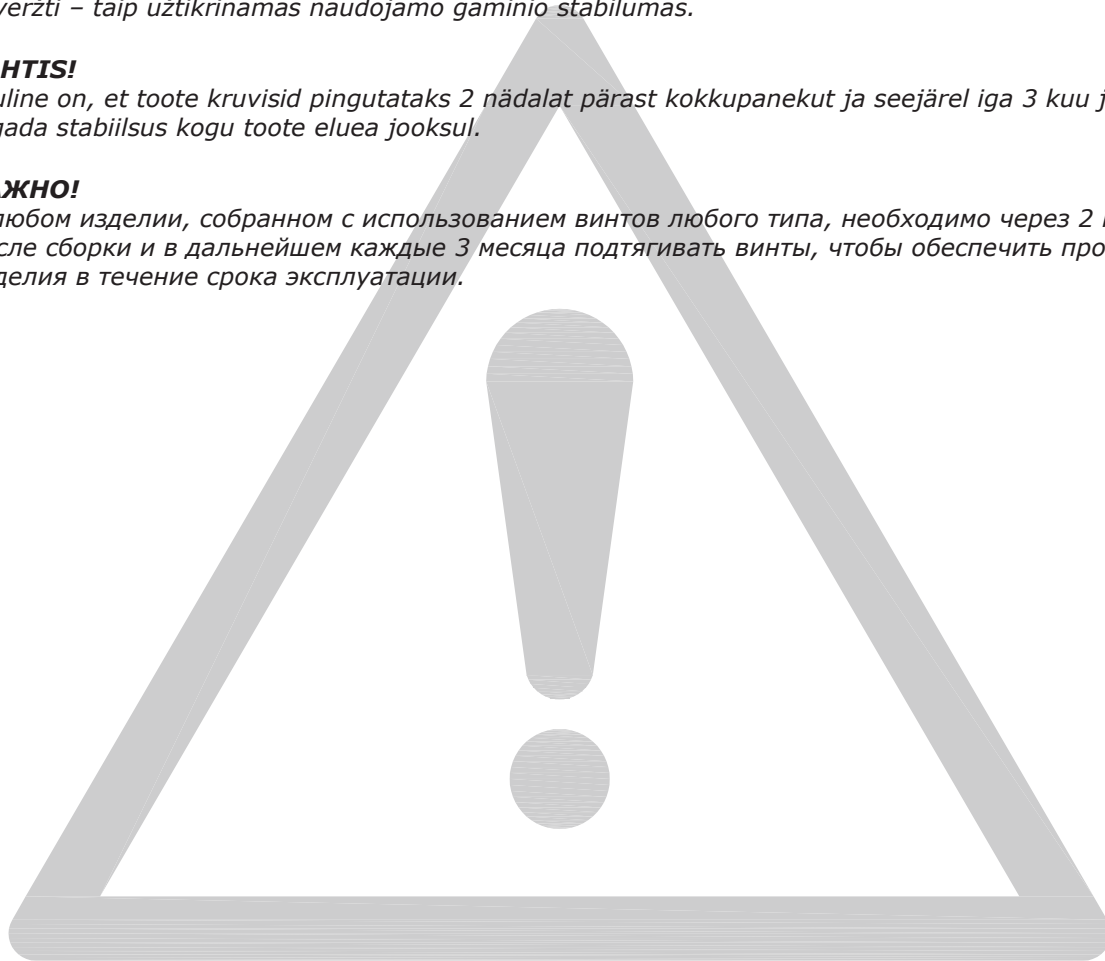 veržti – taip užtikrinamas naudojamo gaminio stabilumas.
HTIS!
uline on, et toote kruvisid pingutataks 2 nädalat pärast kokkupanekut ja seejärel iga 3 kuu j
gada stabiilsus kogu toote eluea jooksul.
АЖНО!
любом изделии, собранном с использованием винтов любого типа, необходимо через 2
сле сборки и в дальнейшем каждые 3 месяца подтягивать винты, чтобы обеспечить про
делия в течение срока эксплуатации.